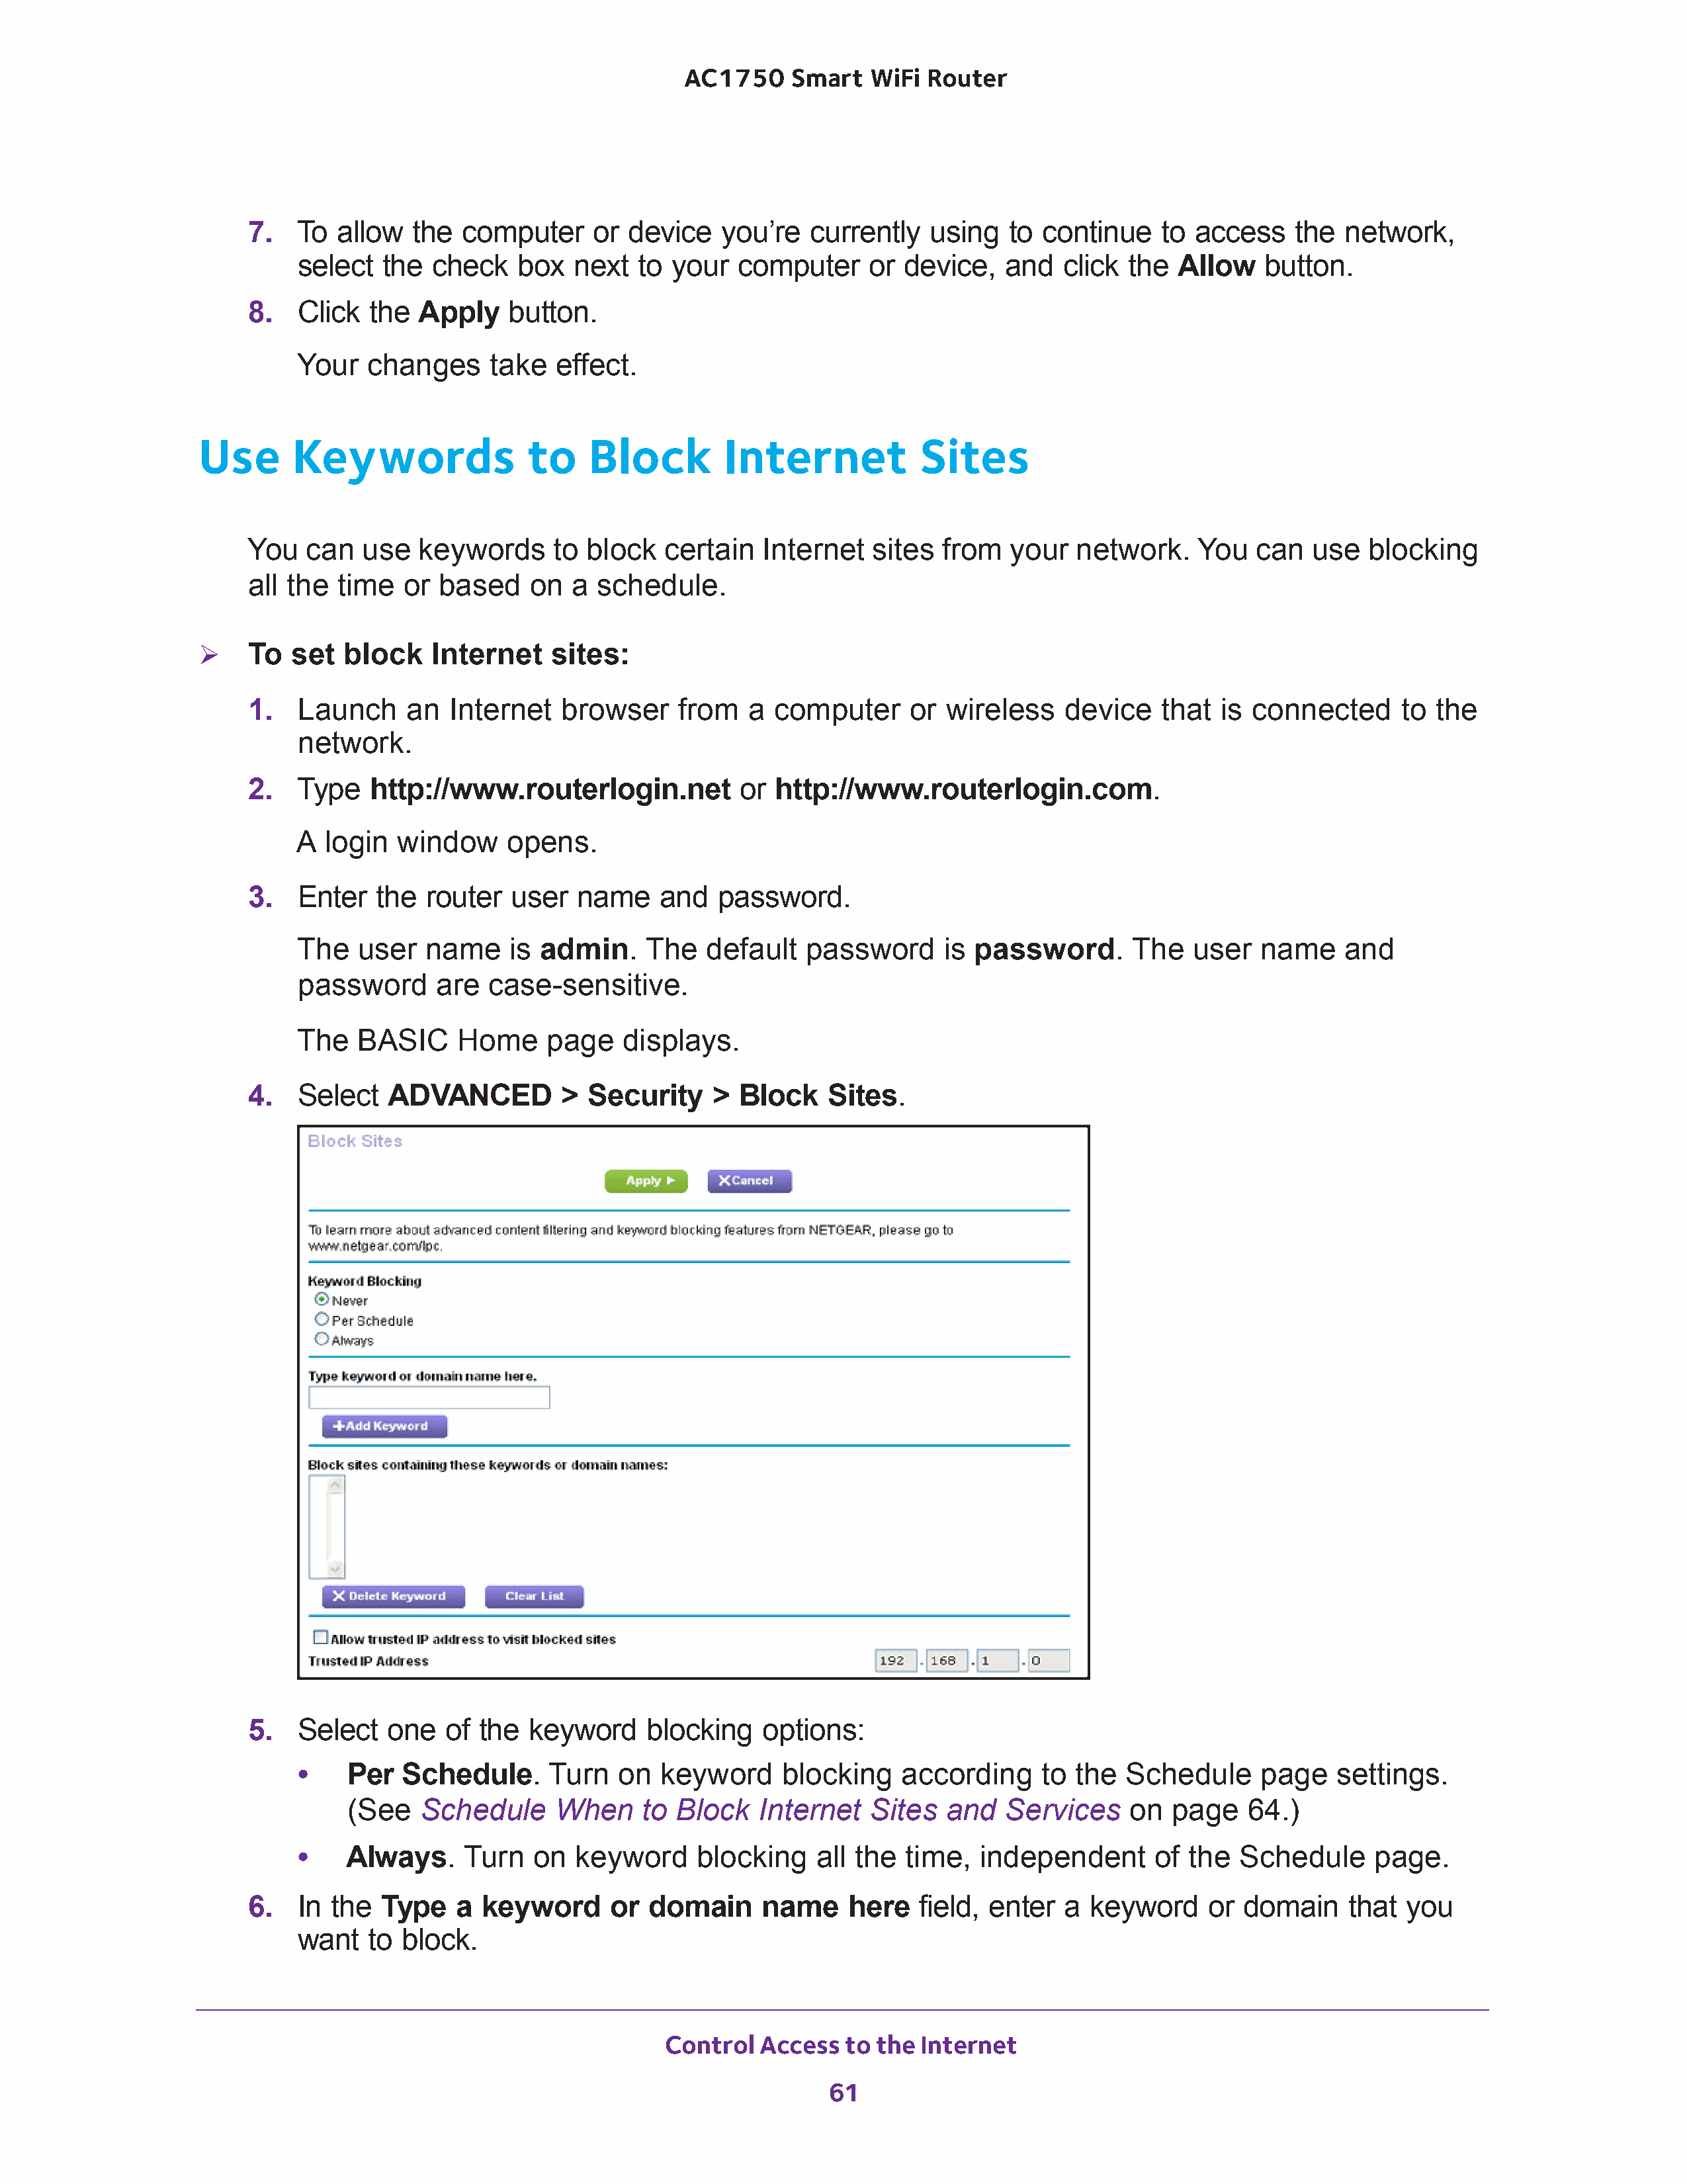 AC1750 Smart WiFi Router
7. To allow the computer or device you’re currently using to continue to access the network,
select the check box next to your computer or device, and click the Allow button.
8. Click the Apply button.
Your changes take effect.
Use Keywords to Block Internet Sites
You can use keywords to block certain Internet sites from your network. You can use blocking
all the time or based on a schedule.
➢ To set block Internet sites:
1. Launch an Internet browser from a computer or wireless device that is connected to the
network.
2. Type http://www.routerlogin.net or http://www.routerlogin.com.
A login window opens.
3. Enter the router user name and password.
The user name is admin. The default password is password. The user name and
password are case-sensitive.
The BASIC Home page displays.
4. Select ADVANCED > Security > Block Sites.
Block Sites
Apply ▶ XCancel
To learn more about advanced content filtering and keyword blocking features from NETGEAR, please go to
www.netgear.com/lpc.
Keyword Blocking
Never
Per Schedule
Always
Type keyword or domain name here.
+Add Keyword
Block sites containing these keywords or domain names:
X Delete Keyword Clear List
Allow trusted IP address to visit blocked sites
Trusted IP Address 192 . 168 . 1 . 0
5. Select one of the keyword blocking options:
• Per Schedule. Turn on keyword blocking according to the Schedule page settings.
(See Schedule When to Block Internet Sites and Services on page 64.)
• Always. Turn on keyword blocking all the time, independent of the Schedule page.
6. In the Type a keyword or domain name here field, enter a keyword or domain that you
want to block.
Control Access to the Internet
61